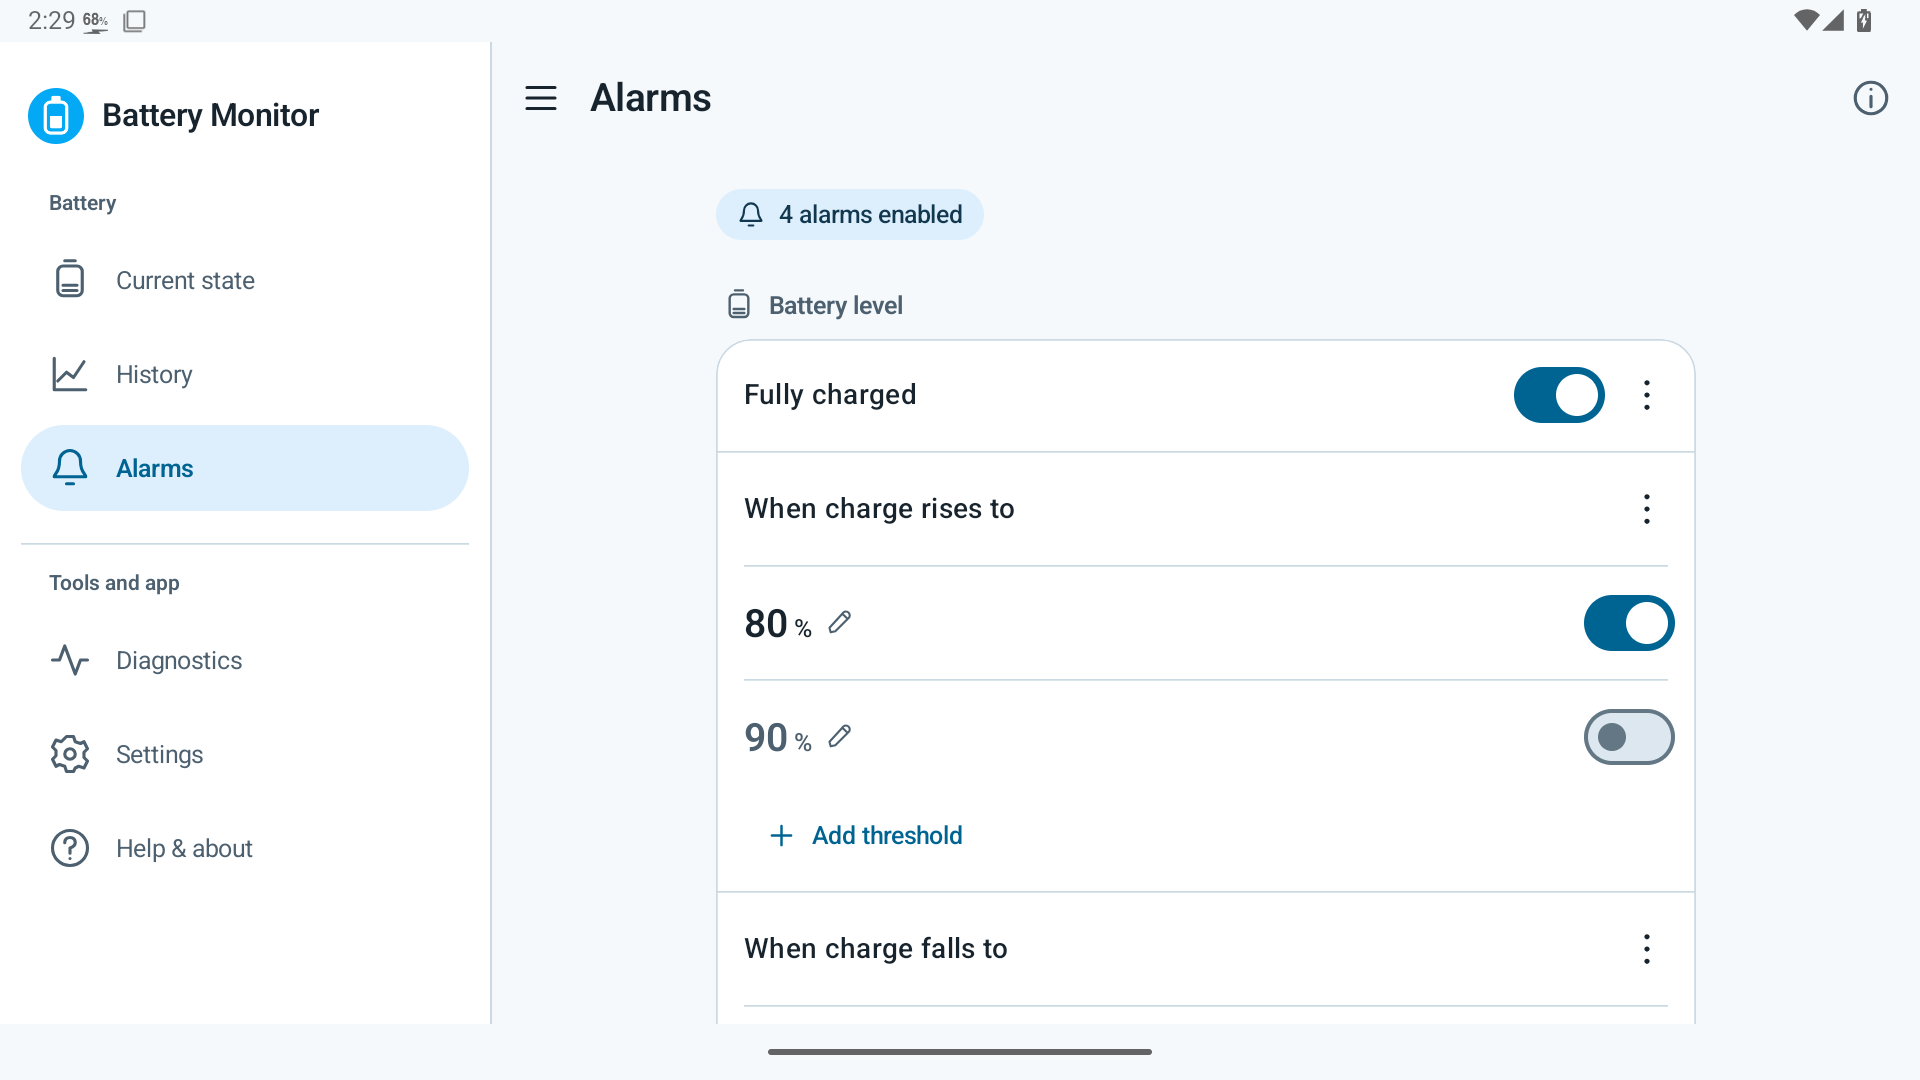 2:29 68%
Battery Monitor
Battery
Current state
History
Alarms
Tools and app
Diagnostics
Settings
Help & about
Alarms
4 alarms enabled
Battery level
Fully charged
When charge rises to
80 %
90 %
Add threshold
When charge falls to